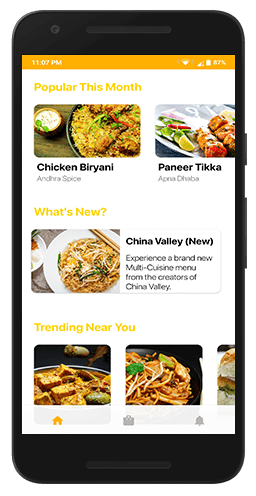 11:07 PM 87%
Popular This Month
Chicken Biryani Paneer Tikka
Andhra Spice Apna Dhaba
What's New?
China Valley (New)
Experience a brand new
Multi-Cuisine menu
from the creators of
China Valley.
Trending Near You